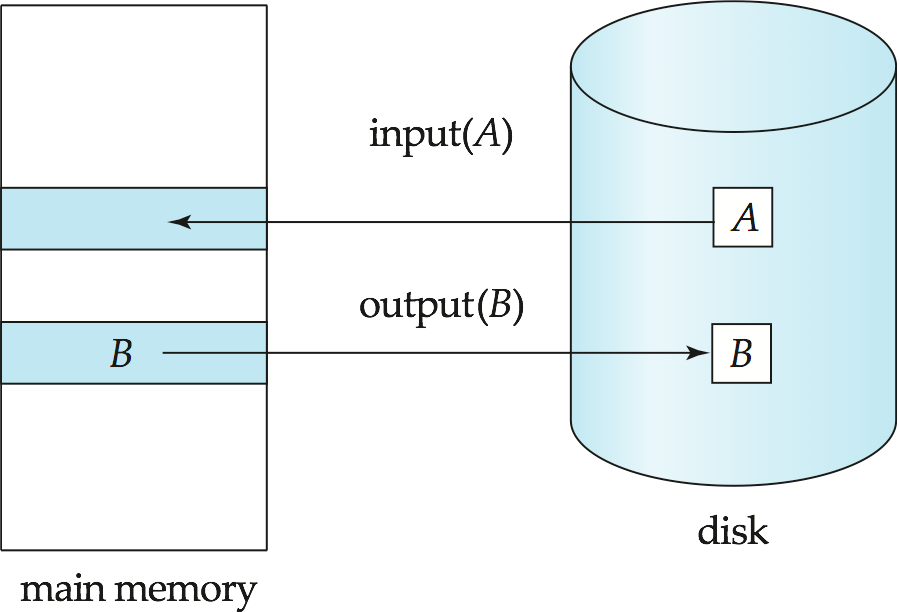 input(A)
A
output(B)
B
B
disk
main memory